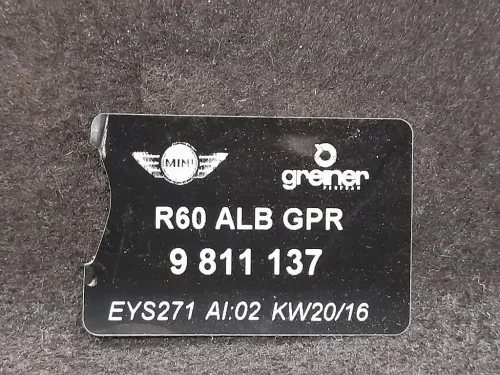 MINI
greiner
R60 ALB GPR
9 811 137
EYS271 AI:02 KW20/16